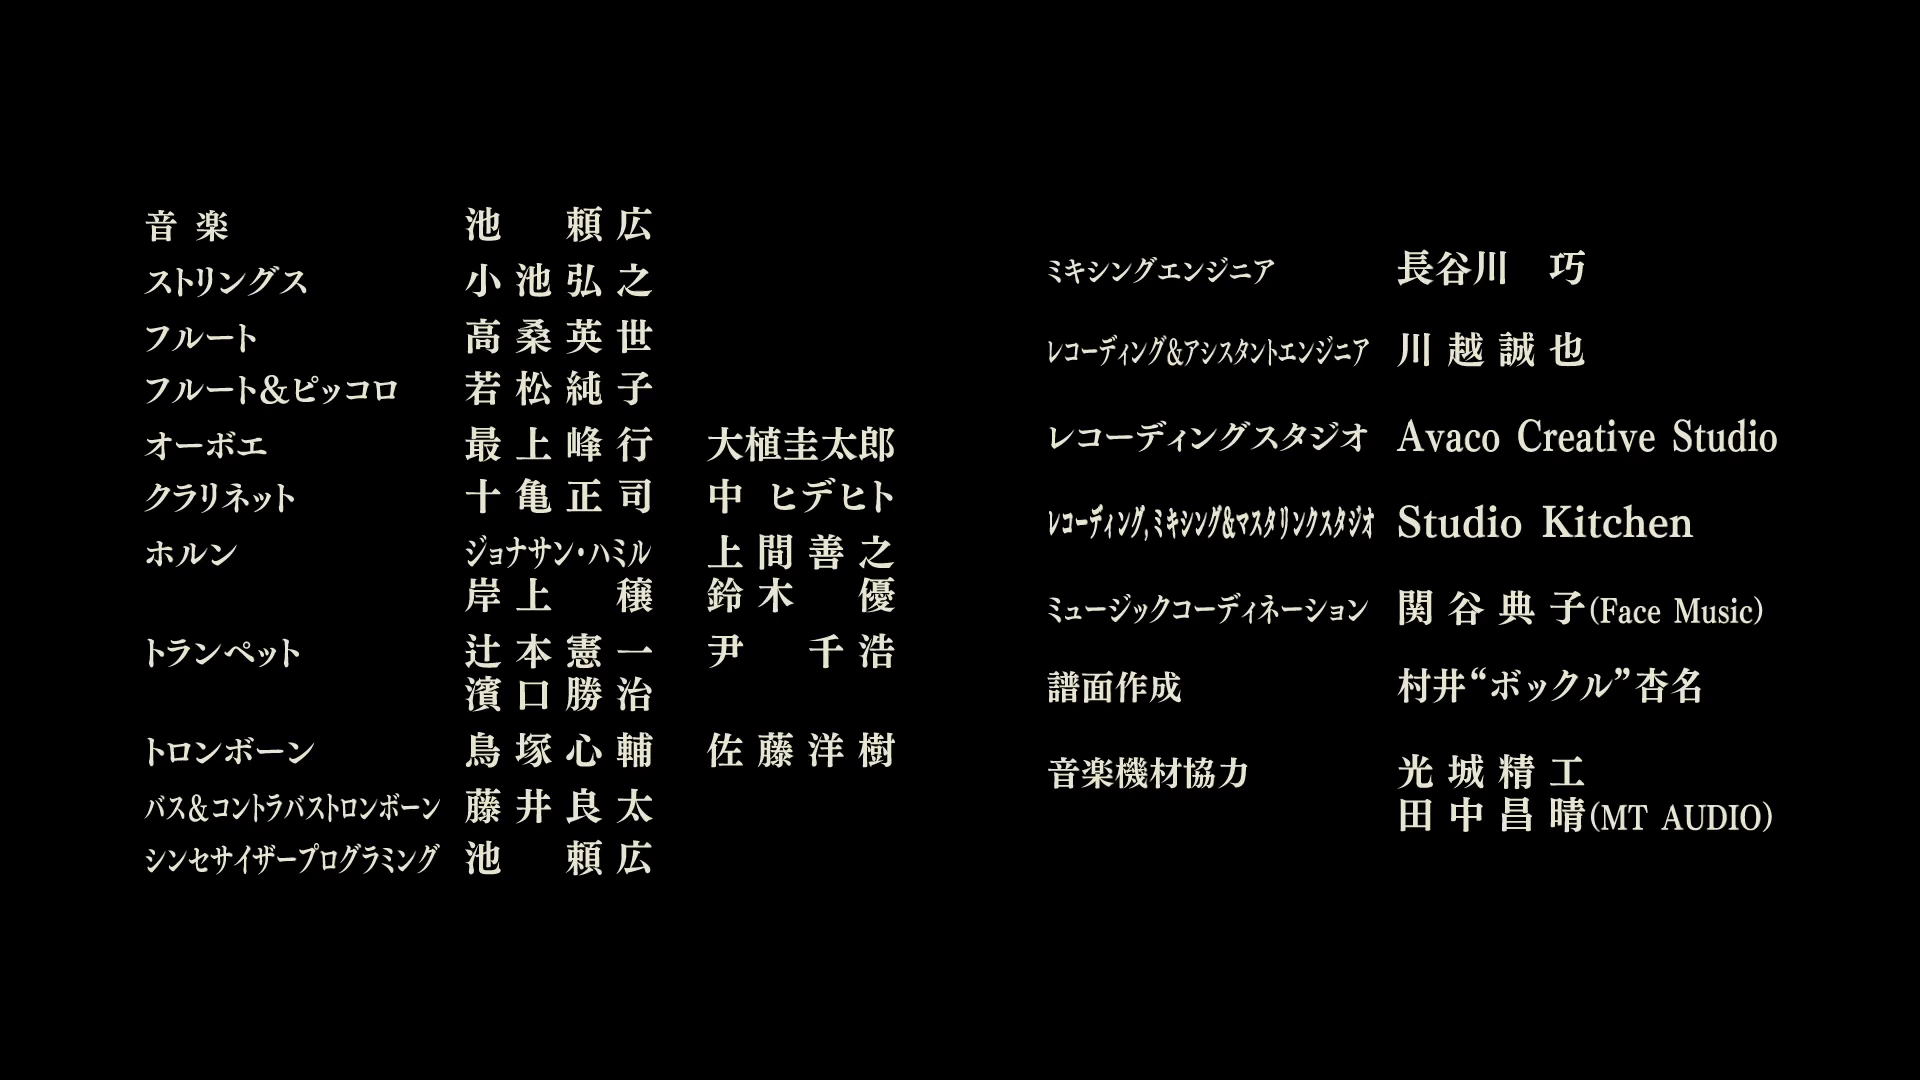 音楽 池 頼広
ストリングス 小池弘之
フルート 高桑英世
フルート&ピッコロ 若松純子
オーボエ 最上峰行 大植圭太郎
クラリネット 十亀正司 中 ヒデヒト
ホルン ジョナサン・ハミル 上間善之
岸上 穣 鈴木 優
トランペット 辻本憲一 尹 千浩
濱口勝治
トロンボーン 鳥塚心輔 佐藤洋樹
バス&コントラバストロンボーン 藤井良太
シンセサイザープログラミング 池 頼広
ミキシングエンジニア 長谷川 巧
レコーディング&アシスタントエンジニア 川越誠也
レコーディングスタジオ Avaco Creative Studio
レコーディング,ミキシング&マスタリンクスタジオ Studio Kitchen
ミュージックコーディネーション 関谷典子(Face Music)
譜面作成 村井“ボックル”杏名
音楽機材協力 光城精工
田中昌晴(MT AUDIO)